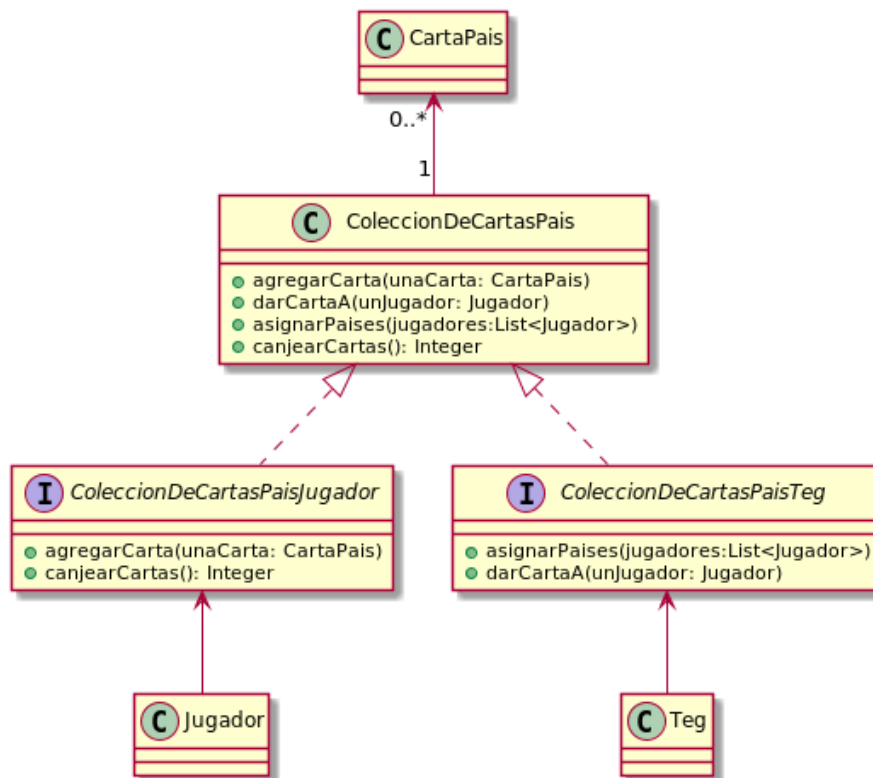 C CartaPais
0..*
1
C ColeccionDeCartasPais
agregarCarta(unaCarta: CartaPais)
darCartaA(unJugador: Jugador)
asignarPaises(jugadores:List<Jugador>)
canjearCartas(): Integer
I ColeccionDeCartasPaisJugador
agregarCarta(unaCarta: CartaPais)
canjearCartas(): Integer
I ColeccionDeCartasPaisTeg
asignarPaises(jugadores:List<Jugador>)
darCartaA(unJugador: Jugador)
C Jugador
C Teg